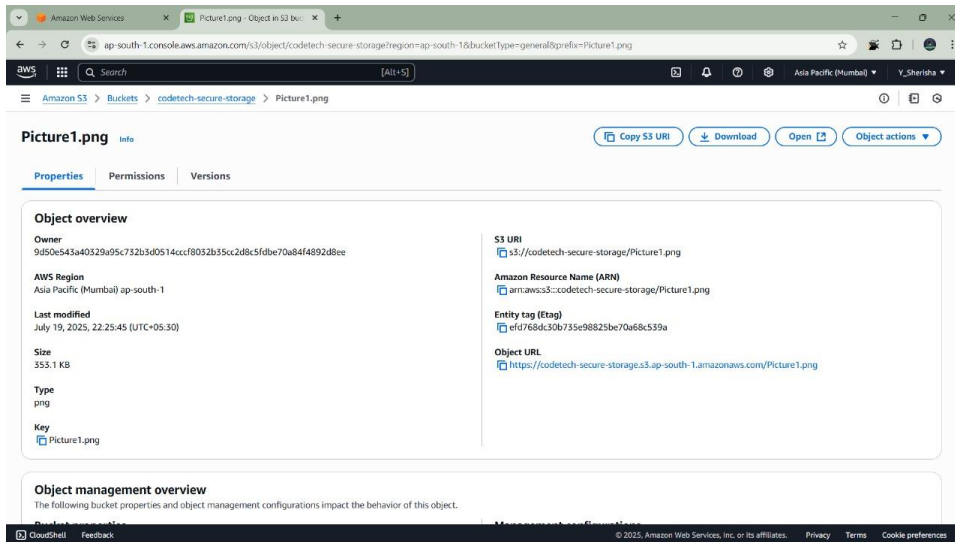 Amazon Web Services
Picture1.png - Object in S3 buc
ap-south-1.console.aws.amazon.com/s3/object/codetech-secure-storage?region=ap-south-1&bucketType=general&prefix=Picture1.png
aws
Search
[Alt+S]
Asia Pacific (Mumbai)
Y_Sherisha
Amazon S3 > Buckets > codetech-secure-storage > Picture1.png
Picture1.png Info
Copy S3 URI
Download
Open
Object actions
Properties
Permissions
Versions
Object overview
Owner
9d50e543a40329a95c732b3d0514cccf8032b35cc2d8c5fdbe70a84f4892d8ee
AWS Region
Asia Pacific (Mumbai) ap-south-1
Last modified
July 19, 2025, 22:25:45 (UTC+05:30)
Size
353.1 KB
Type
png
Key
Picture1.png
S3 URI
s3://codetech-secure-storage/Picture1.png
Amazon Resource Name (ARN)
arn:aws:s3:::codetech-secure-storage/Picture1.png
Entity tag (Etag)
efd768dc30b735e98825be70a68c539a
Object URL
https://codetech-secure-storage.s3.ap-south-1.amazonaws.com/Picture1.png
Object management overview
The following bucket properties and object management configurations impact the behavior of this object.
CloudShell
Feedback
© 2025, Amazon Web Services, Inc. or its affiliates.
Privacy
Terms
Cookie preferences